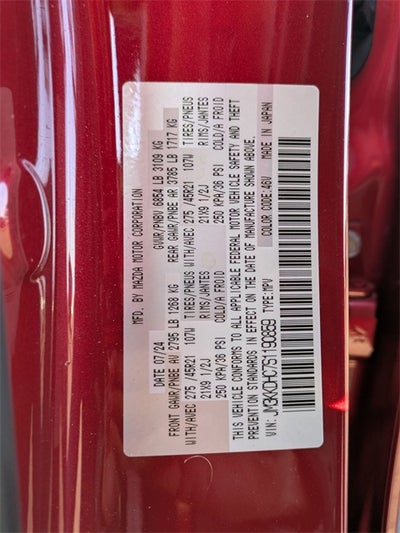 MFD. BY MAZDA MOTOR CORPORATION
DATE 07/24 GVWR/PNBV 6854 LB 3109 KG
FRONT GAWR/PNBE AV 2795 LB 1268 KG REAR GAWR/PNBE AR 3785 LB 1717 KG
WITH/AVEC 275 /45R21 107W TIRES/PNEUS WITH/AVEC 275 /45R21 107W TIRES/PNEUS
21X9 1/2J RIMS/JANTES 21X9 1/2J RIMS/JANTES
250 KPA/36 PSI COLD/A FROID 250 KPA/36 PSI COLD/A FROID
THIS VEHICLE CONFORMS TO ALL APPLICABLE FEDERAL MOTOR VEHICLE SAFETY AND THEFT
PREVENTION STANDARDS IN EFFECT ON THE DATE OF MANUFACTURE SHOWN ABOVE.
VIN: JM3KKDHC7S1190859 TYPE:MPV COLOR CODE:46V MADE IN JAPAN